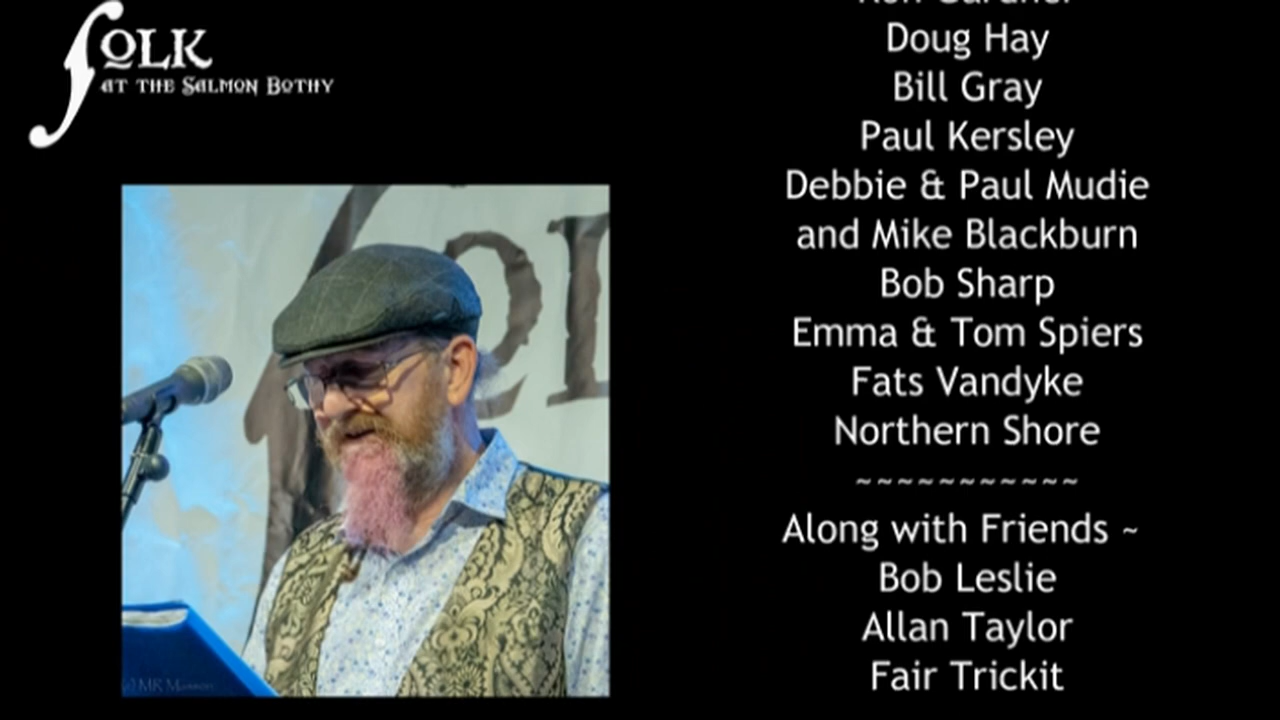 FOLK
AT THE SALMON BOTHY
Doug Hay
Bill Gray
Paul Kersley
Debbie & Paul Mudie
and Mike Blackburn
Bob Sharp
Emma & Tom Spiers
Fats Vandyke
Northern Shore
~~~~~~~~~~~
Along with Friends ~
Bob Leslie
Allan Taylor
Fair Trickit